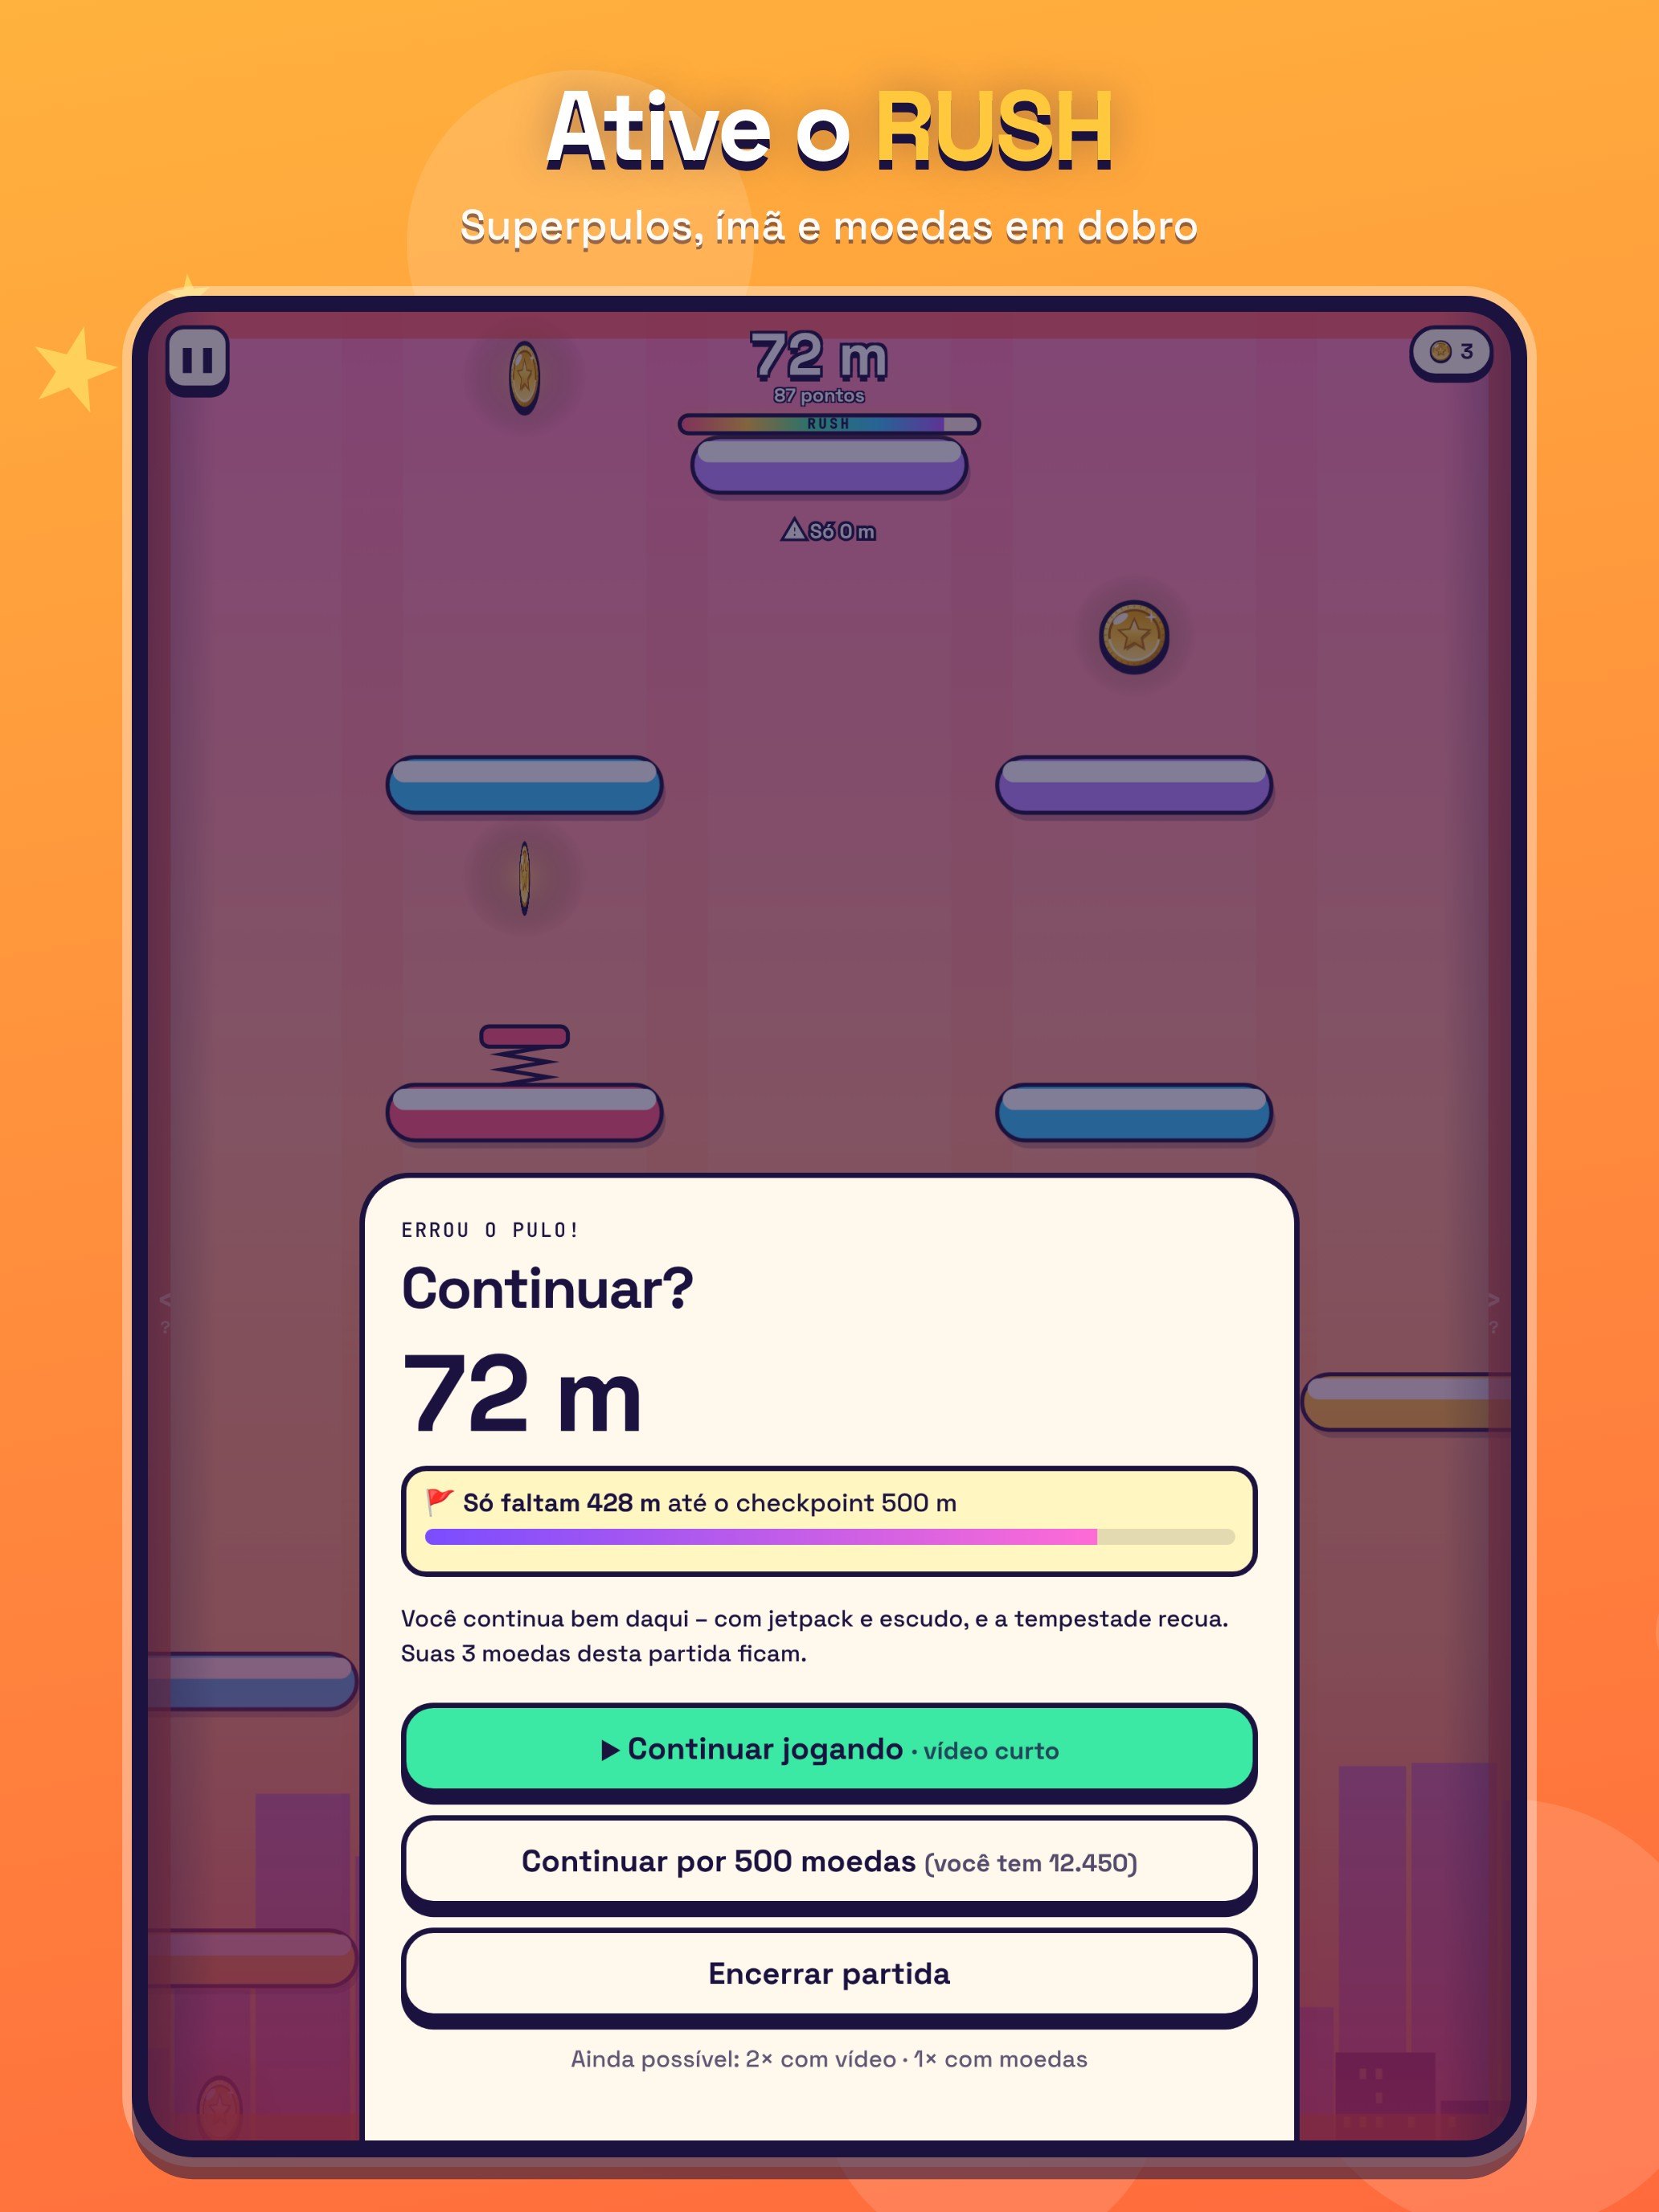 Ative o RUSH
Superpulos, ímã e moedas em dobro
72 m
3
87 pontos
RUSH
Só 0 m
ERROU O PULO!
Continuar?
72 m
< >
? ?
🚩 Só faltam 428 m até o checkpoint 500 m
Você continua bem daqui – com jetpack e escudo, e a tempestade recua.
Suas 3 moedas desta partida ficam.
▶ Continuar jogando · vídeo curto
Continuar por 500 moedas (você tem 12.450)
Encerrar partida
Ainda possível: 2× com vídeo · 1× com moedas